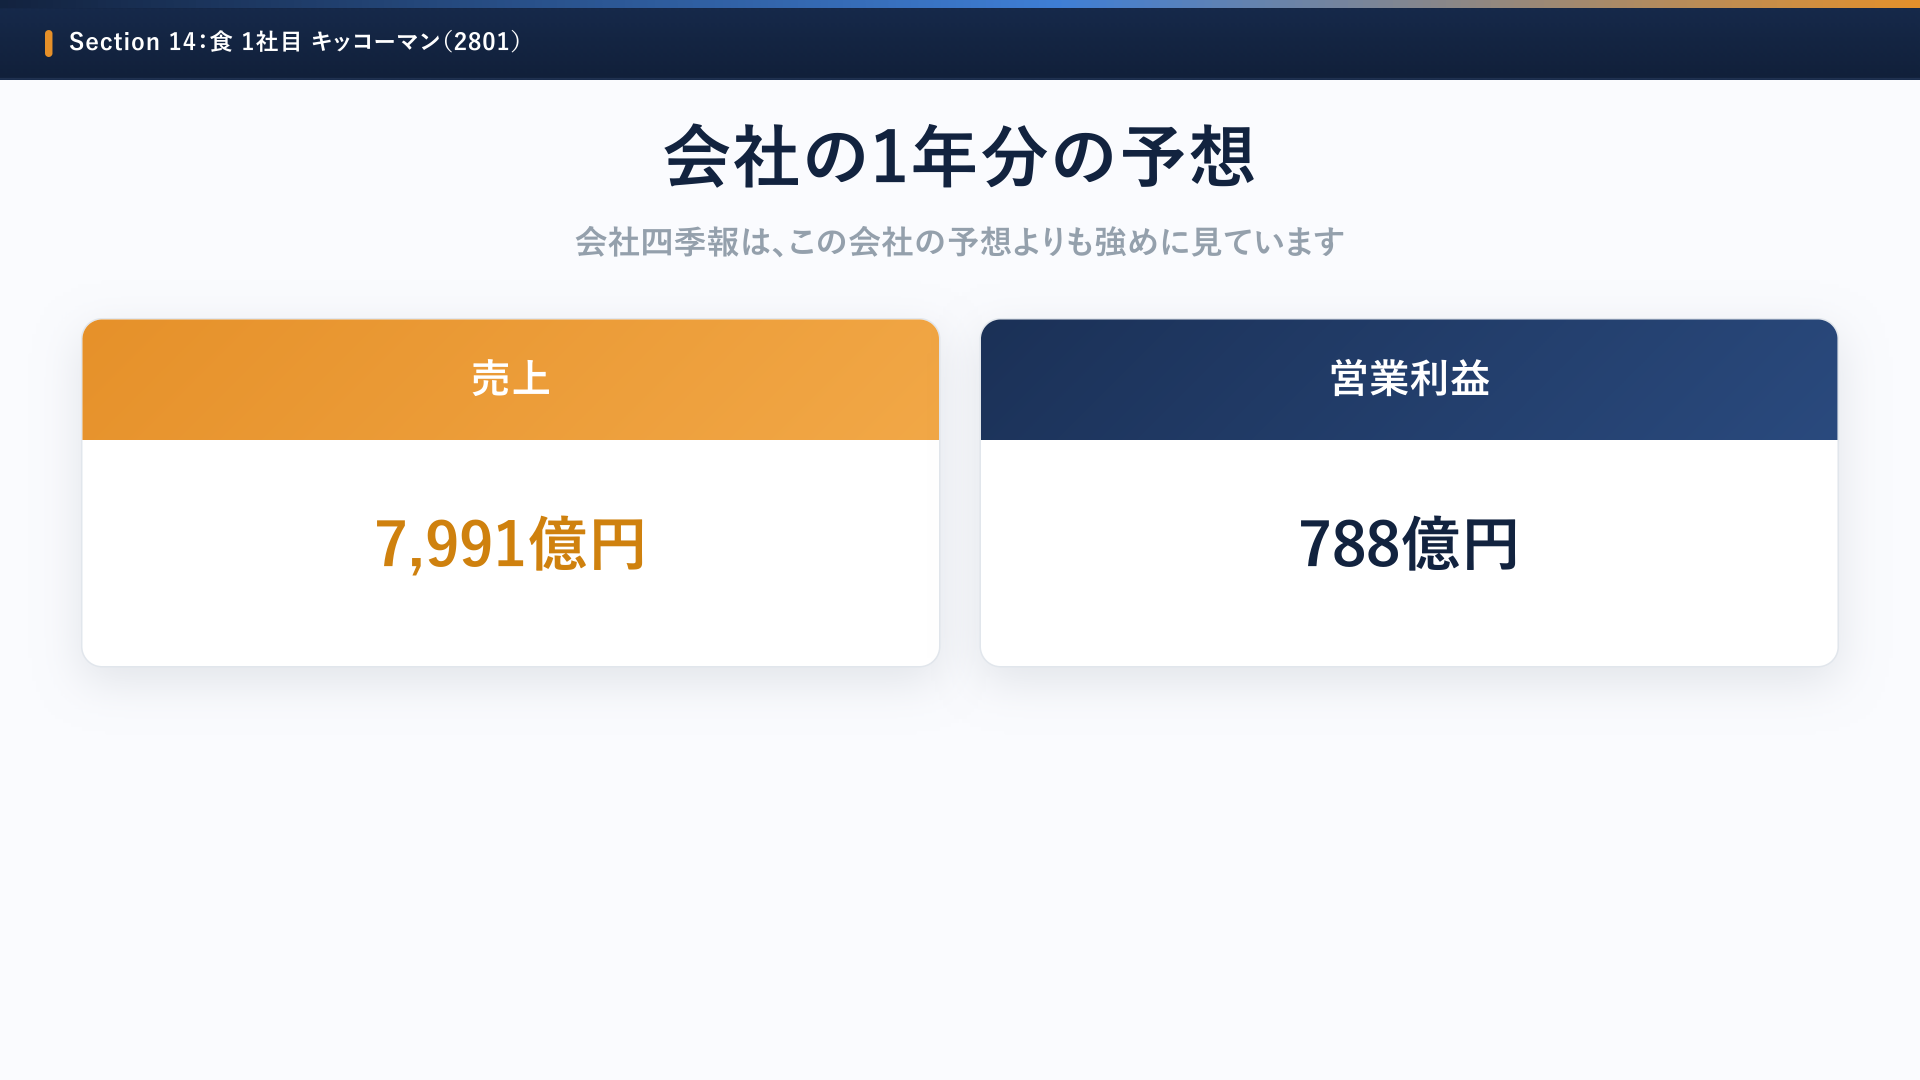 Section 14：食 1社目 キッコーマン（2801）
会社の1年分の予想
会社四季報は、この会社の予想よりも強めに見ています
売上
営業利益
7,991億円
788億円